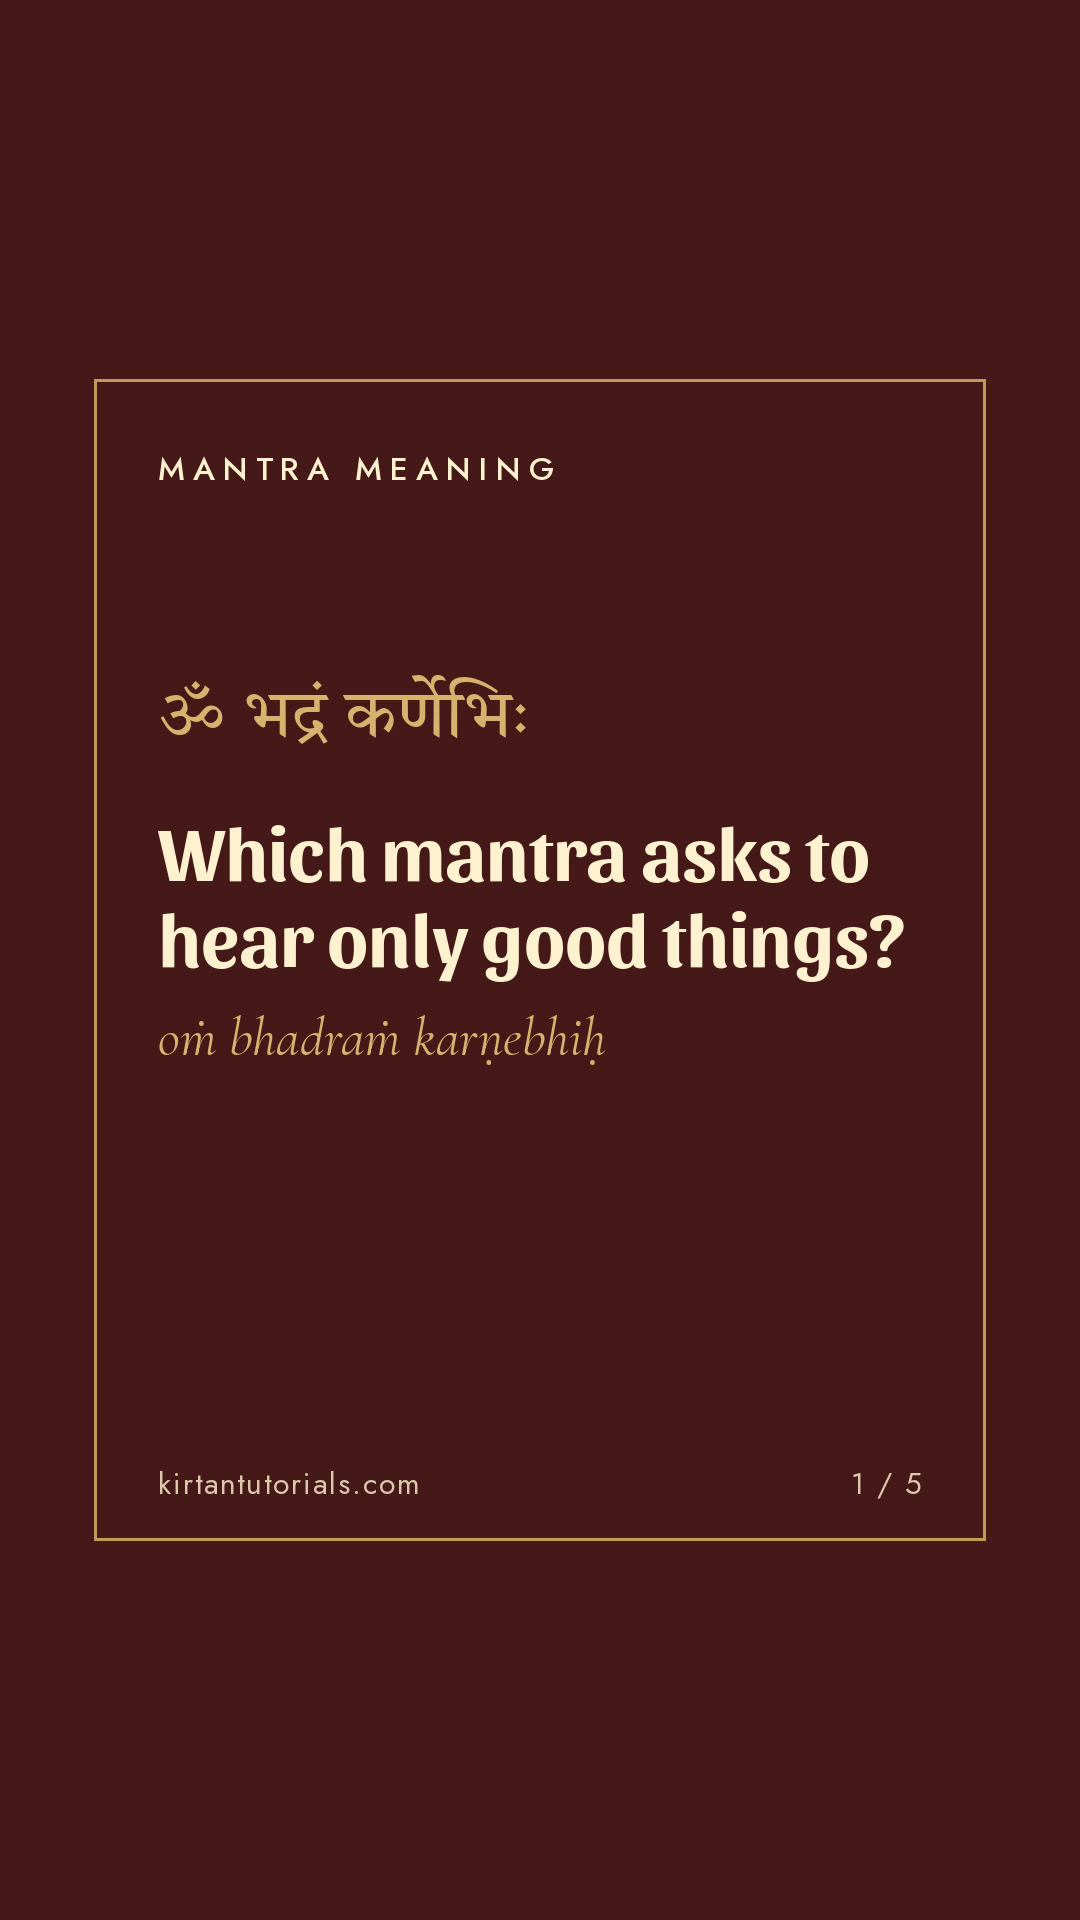 MANTRA MEANING
ॐ भद्रं कर्णेभिः
Which mantra asks to
hear only good things?
oṁ bhadraṁ karṇebhiḥ
kirtantutorials.com
1 / 5